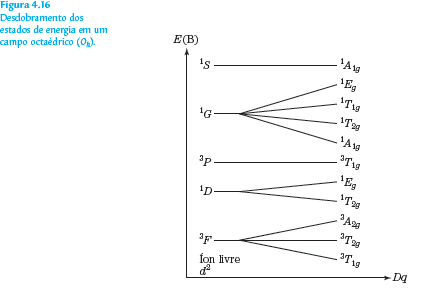 Figura 4.16
Desdobramento dos
estados de energia em um
campo octaédrico (Oₕ).
E(B)
¹S
¹A₁g
¹Eg
¹G
¹T₁g
¹T₂g
¹A₁g
³P
³T₁g
¹D
¹Eg
¹T₂g
³A₂g
³F
³T₂g
³T₁g
Íon livre
d²
Dq